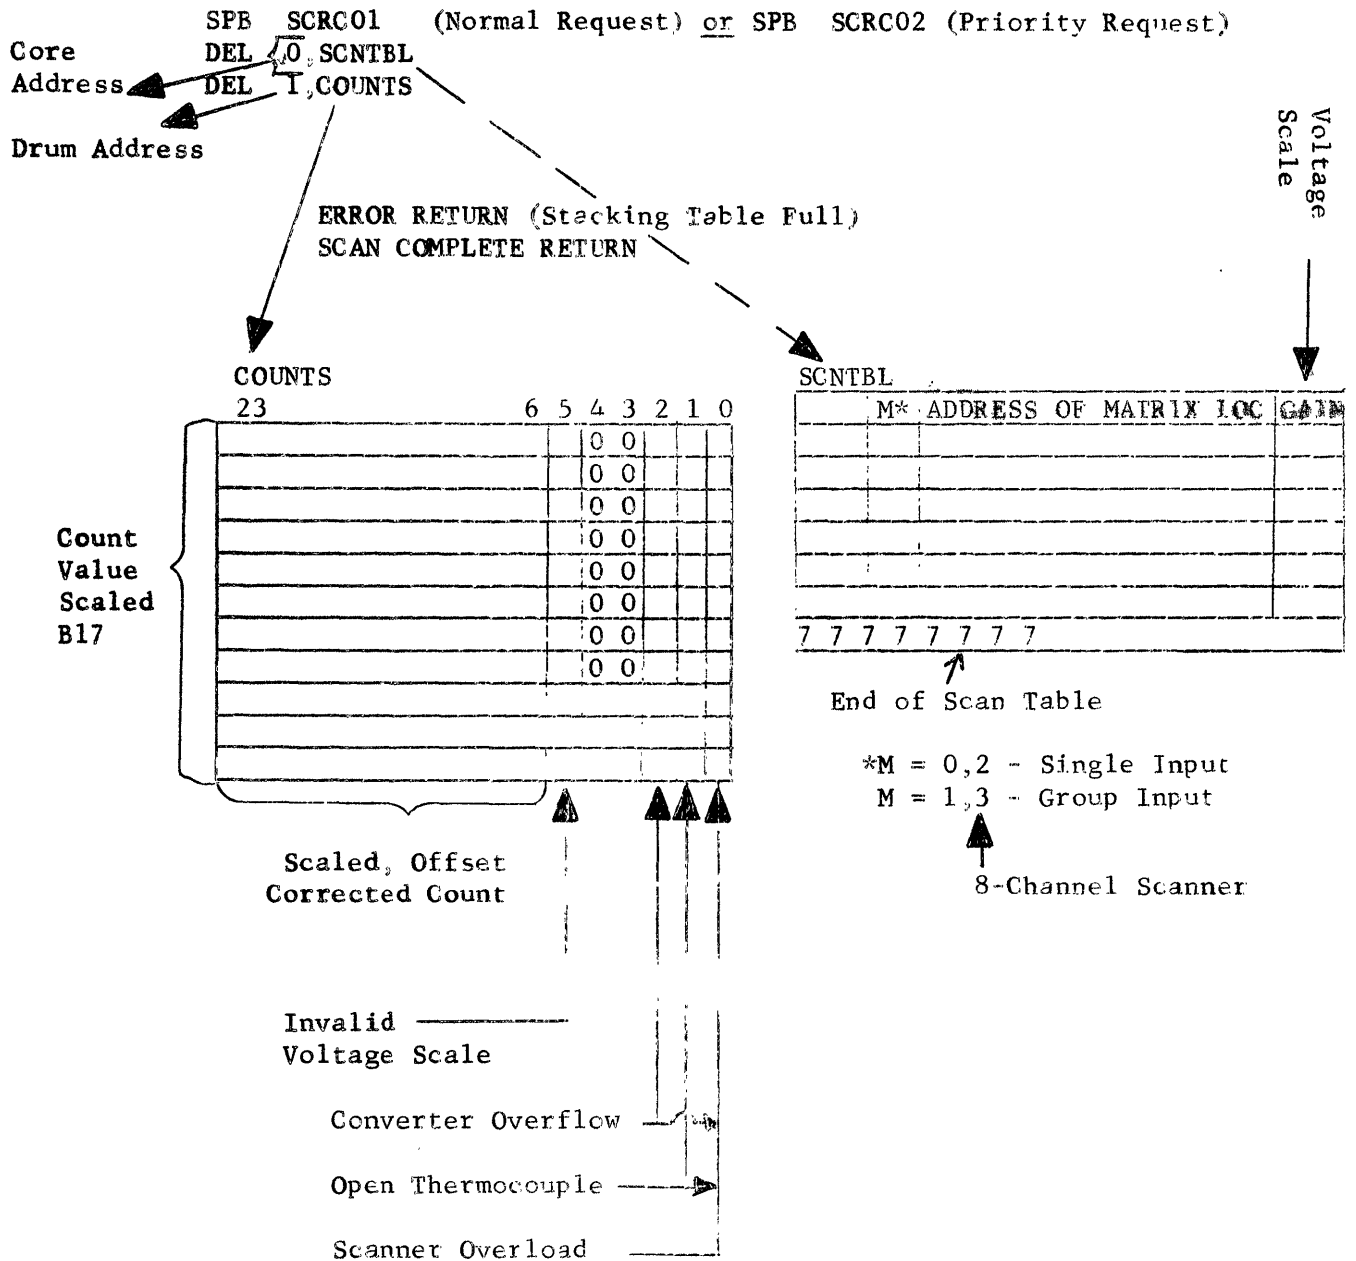 SPB SCRC01 (Normal Request) or SPB SCRC02 (Priority Request)
Core DEL 0,SCNTBL
Address DEL 1,COUNTS
Drum Address
Voltage
Scale
ERROR RETURN (Stacking Table Full)
SCAN COMPLETE RETURN
COUNTS
23 6 5 4 3 2 1 0
0 0
0 0
0 0
0 0
0 0
0 0
0 0
0 0
Count
Value
Scaled
B17
SCNTBL
M* ADDRESS OF MATRIX LOC GAIN
7 7 7 7 7 7 7 7
End of Scan Table
*M = 0,2 - Single Input
M = 1,3 - Group Input
8-Channel Scanner
Scaled, Offset
Corrected Count
Invalid
Voltage Scale
Converter Overflow
Open Thermocouple
Scanner Overload